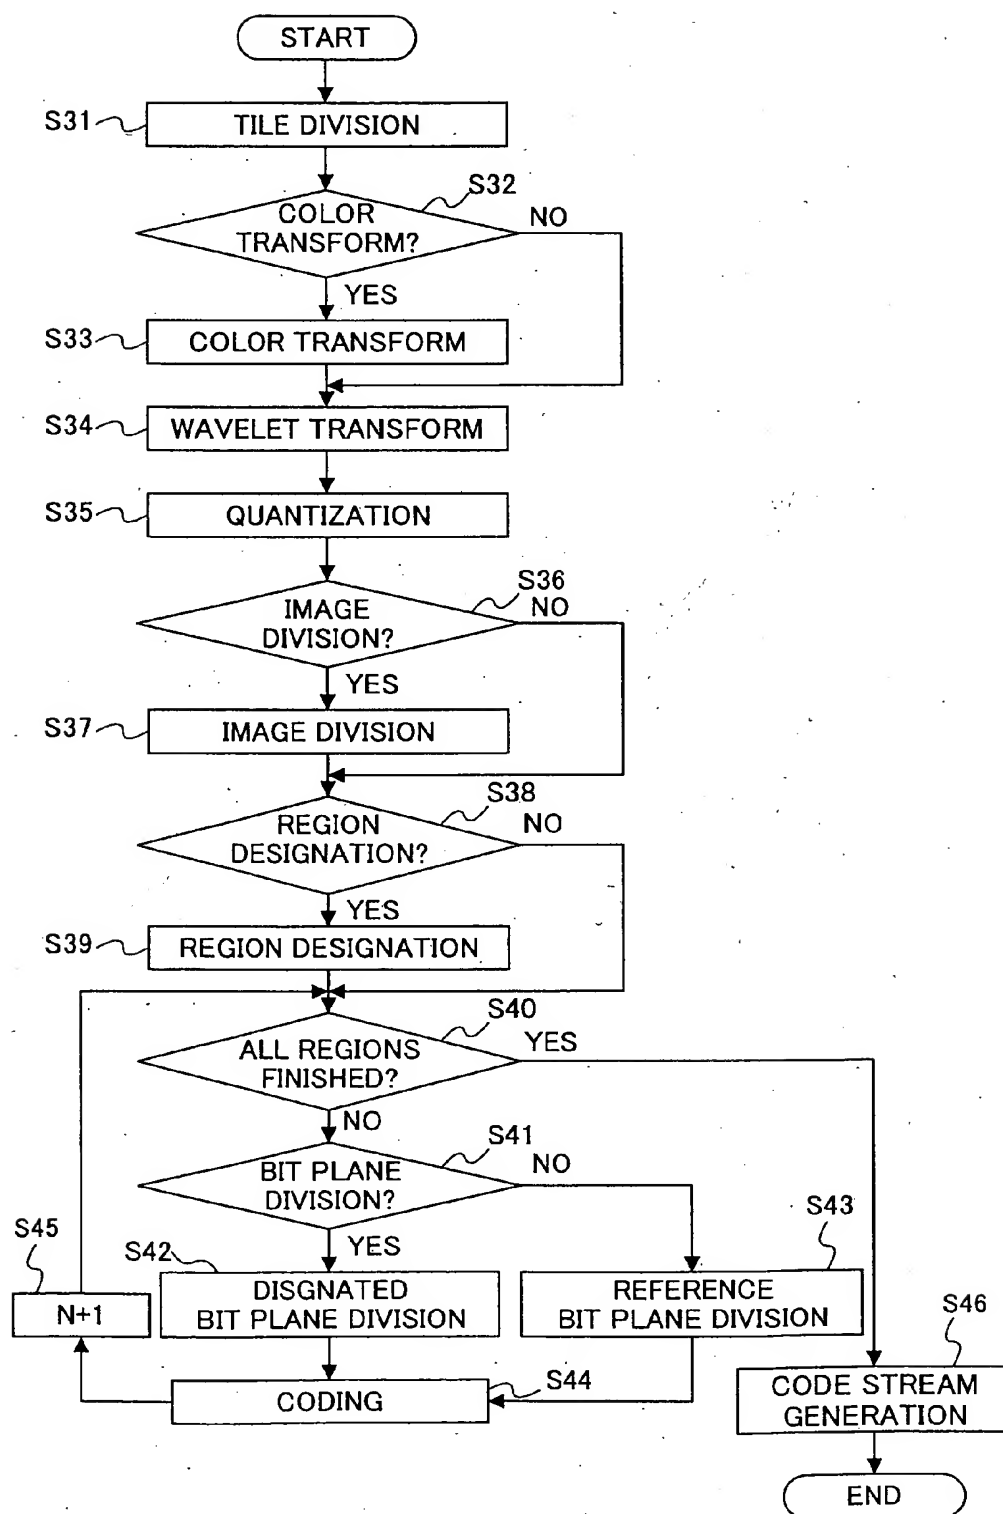 START
S31
TILE DIVISION
S32
COLOR
TRANSFORM?
NO
YES
S33
COLOR TRANSFORM
S34
WAVELET TRANSFORM
S35
QUANTIZATION
S36
IMAGE
DIVISION?
NO
YES
S37
IMAGE DIVISION
S38
REGION
DESIGNATION?
NO
YES
S39
REGION DESIGNATION
S40
ALL REGIONS
FINISHED?
YES
NO
S41
BIT PLANE
DIVISION?
NO
YES
S45
N+1
S42
DISGNATED
BIT PLANE DIVISION
S43
REFERENCE
BIT PLANE DIVISION
S44
CODING
S46
CODE STREAM
GENERATION
END